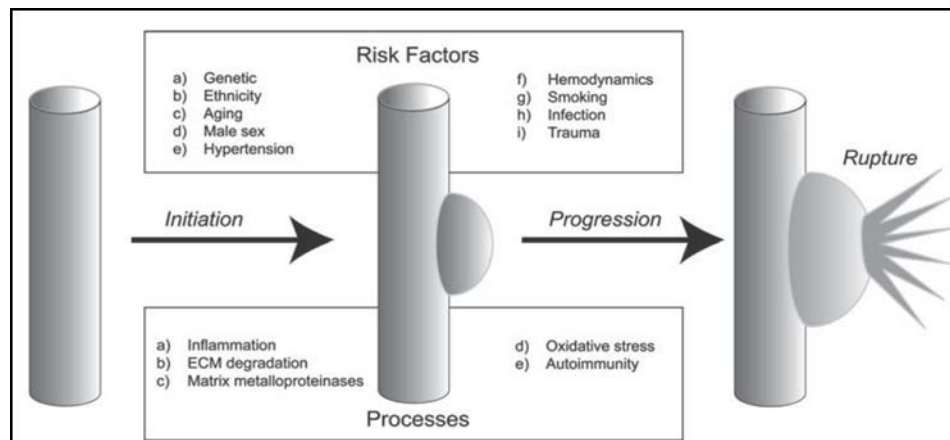 Risk Factors
a) Genetic
b) Ethnicity
c) Aging
d) Male sex
e) Hypertension
f) Hemodynamics
g) Smoking
h) Infection
i) Trauma
Initiation
Progression
Rupture
a) Inflammation
b) ECM degradation
c) Matrix metalloproteinases
d) Oxidative stress
e) Autoimmunity
Processes